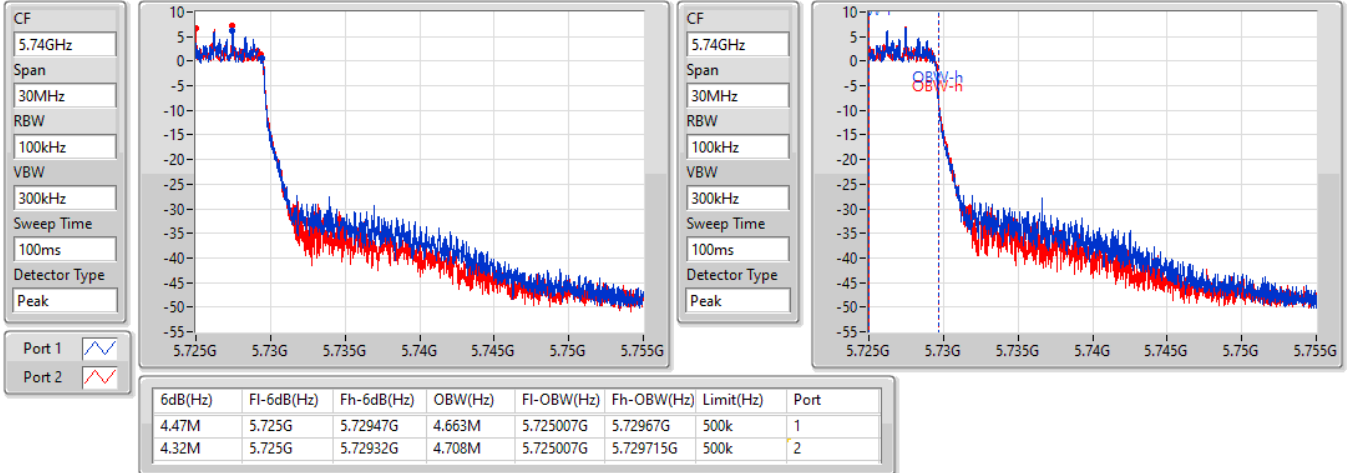 CF
5.74GHz
Span
30MHz
RBW
100kHz
VBW
300kHz
Sweep Time
100ms
Detector Type
Peak
Port 1
Port 2
10
5
0
-5
-10
-15
-20
-25
-30
-35
-40
-45
-50
-55
5.725G 5.73G 5.735G 5.74G 5.745G 5.75G 5.755G
CF
5.74GHz
Span
30MHz
RBW
100kHz
VBW
300kHz
Sweep Time
100ms
Detector Type
Peak
10
5
0
-5
-10
-15
-20
-25
-30
-35
-40
-45
-50
-55
OBW-h
OBW-h
5.725G 5.73G 5.735G 5.74G 5.745G 5.75G 5.755G
6dB(Hz) Fl-6dB(Hz) Fh-6dB(Hz) OBW(Hz) Fl-OBW(Hz) Fh-OBW(Hz) Limit(Hz) Port
4.47M 5.725G 5.72947G 4.663M 5.725007G 5.72967G 500k 1
4.32M 5.725G 5.72932G 4.708M 5.725007G 5.729715G 500k 2